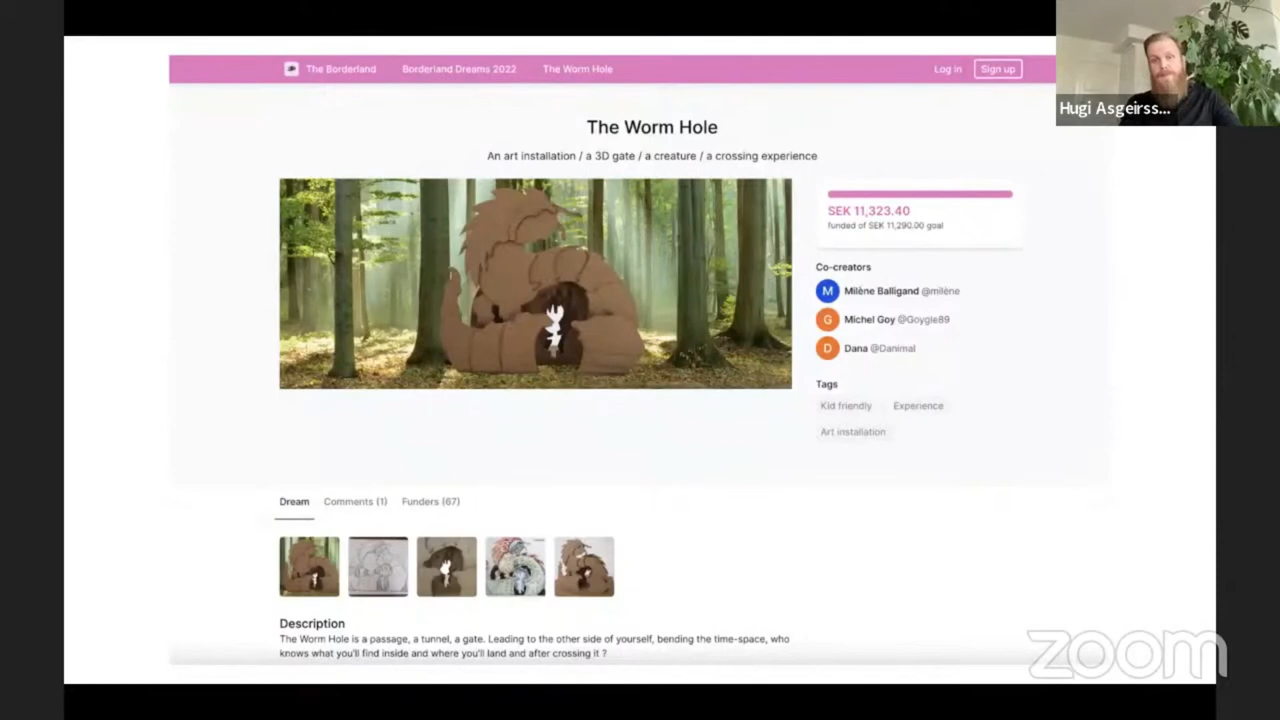 The Borderland Borderland Dreams 2022 The Worm Hole Log in Sign up
Hugi Asgeirss...
The Worm Hole
An art installation / a 3D gate / a creature / a crossing experience
SEK 11,323.40
funded of SEK 11,290.00 goal
Co-creators
M Milène Balligand @milène
G Michel Goy @Goygle89
D Dana @Danimal
Tags
Kid friendly Experience
Art installation
Dream Comments (1) Funders (67)
Description
The Worm Hole is a passage, a tunnel, a gate. Leading to the other side of yourself, bending the time-space, who
knows what you'll find inside and where you'll land and after crossing it ?
zoom